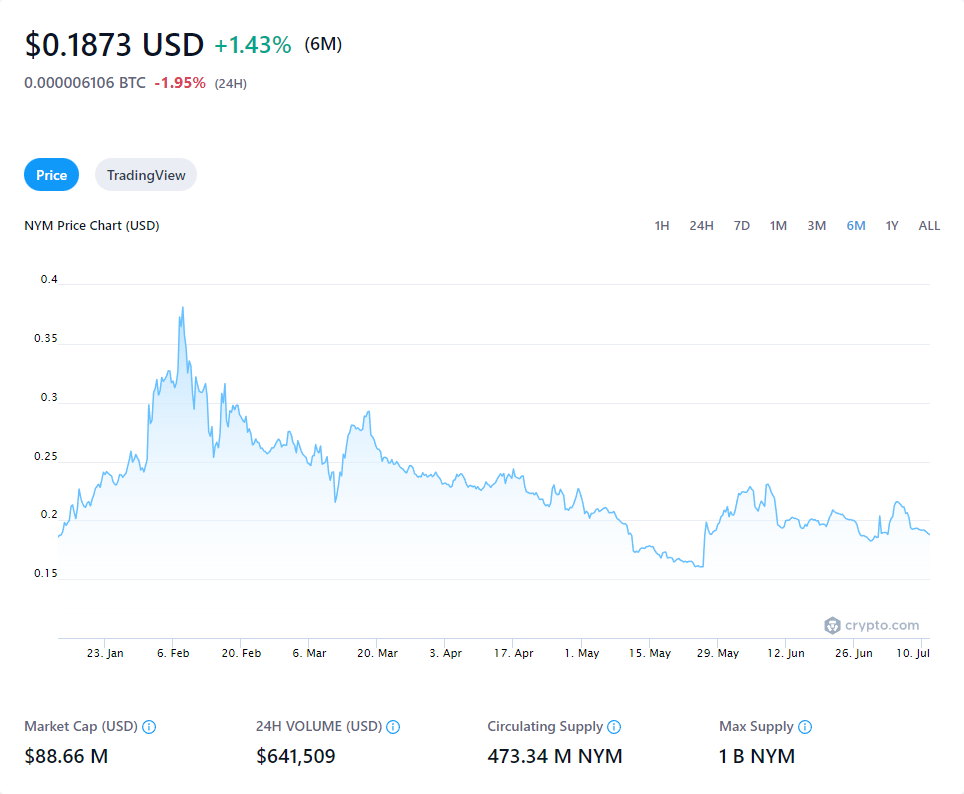 $0.1873 USD +1.43% (6M)
0.000006106 BTC -1.95% (24H)
Price TradingView
NYM Price Chart (USD) 1H 24H 7D 1M 3M 6M 1Y ALL
0.4
0.35
0.3
0.25
0.2
0.15
crypto.com
23. Jan 6. Feb 20. Feb 6. Mar 20. Mar 3. Apr 17. Apr 1. May 15. May 29. May 12. Jun 26. Jun 10. Jul
Market Cap (USD) 24H VOLUME (USD) Circulating Supply Max Supply
$88.66 M $641,509 473.34 M NYM 1 B NYM